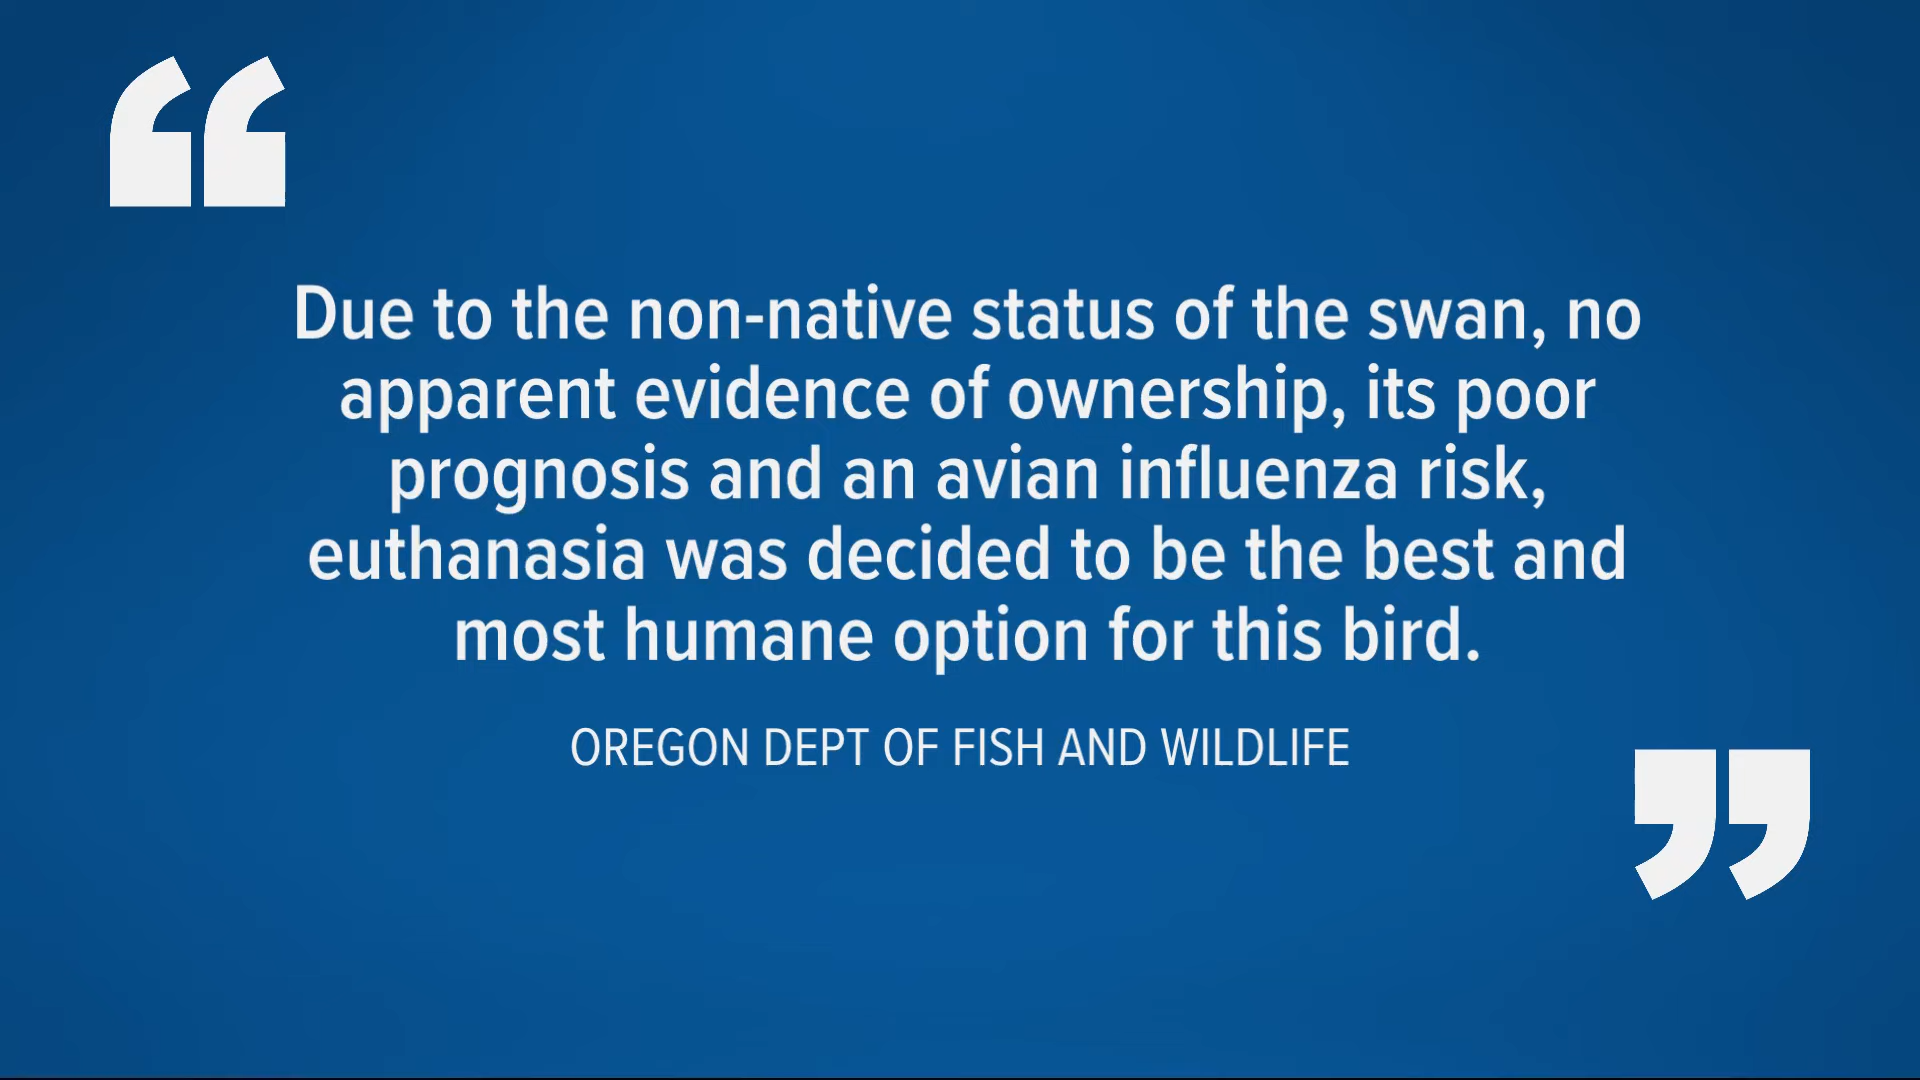 “
Due to the non-native status of the swan, no
apparent evidence of ownership, its poor
prognosis and an avian influenza risk,
euthanasia was decided to be the best and
most humane option for this bird.
OREGON DEPT OF FISH AND WILDLIFE
”